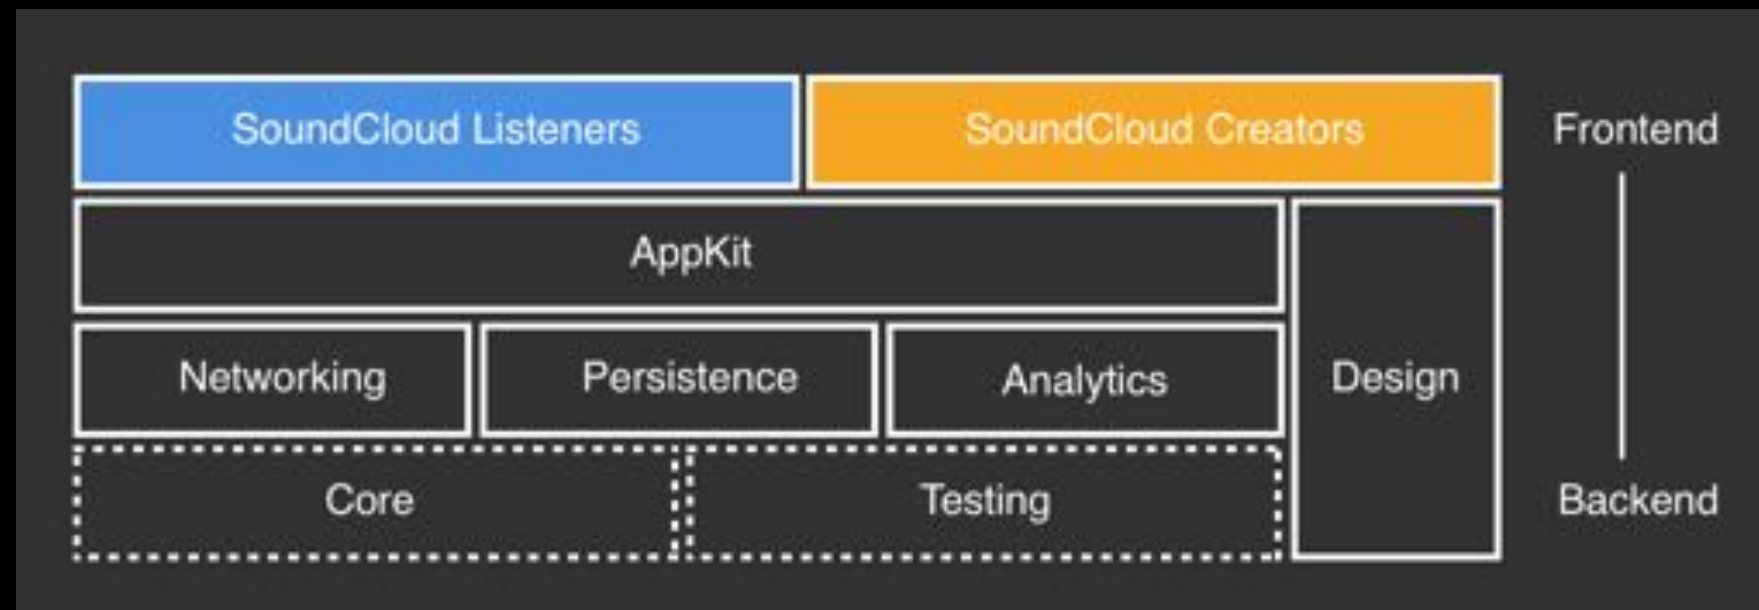 SoundCloud Listeners
SoundCloud Creators
Frontend
AppKit
Networking
Persistence
Analytics
Design
Core
Testing
Backend